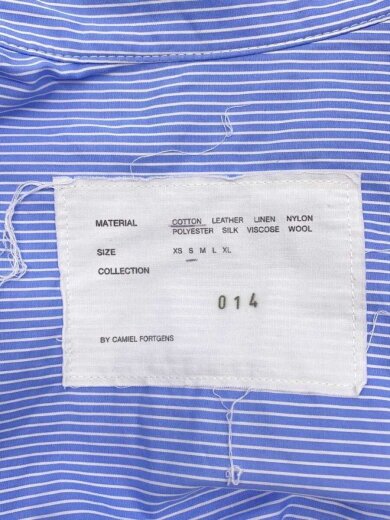 MATERIAL COTTON LEATHER LINEN NYLON
POLYESTER SILK VISCOSE WOOL
SIZE XS S M L XL
COLLECTION
014
BY CAMIEL FORTGENS